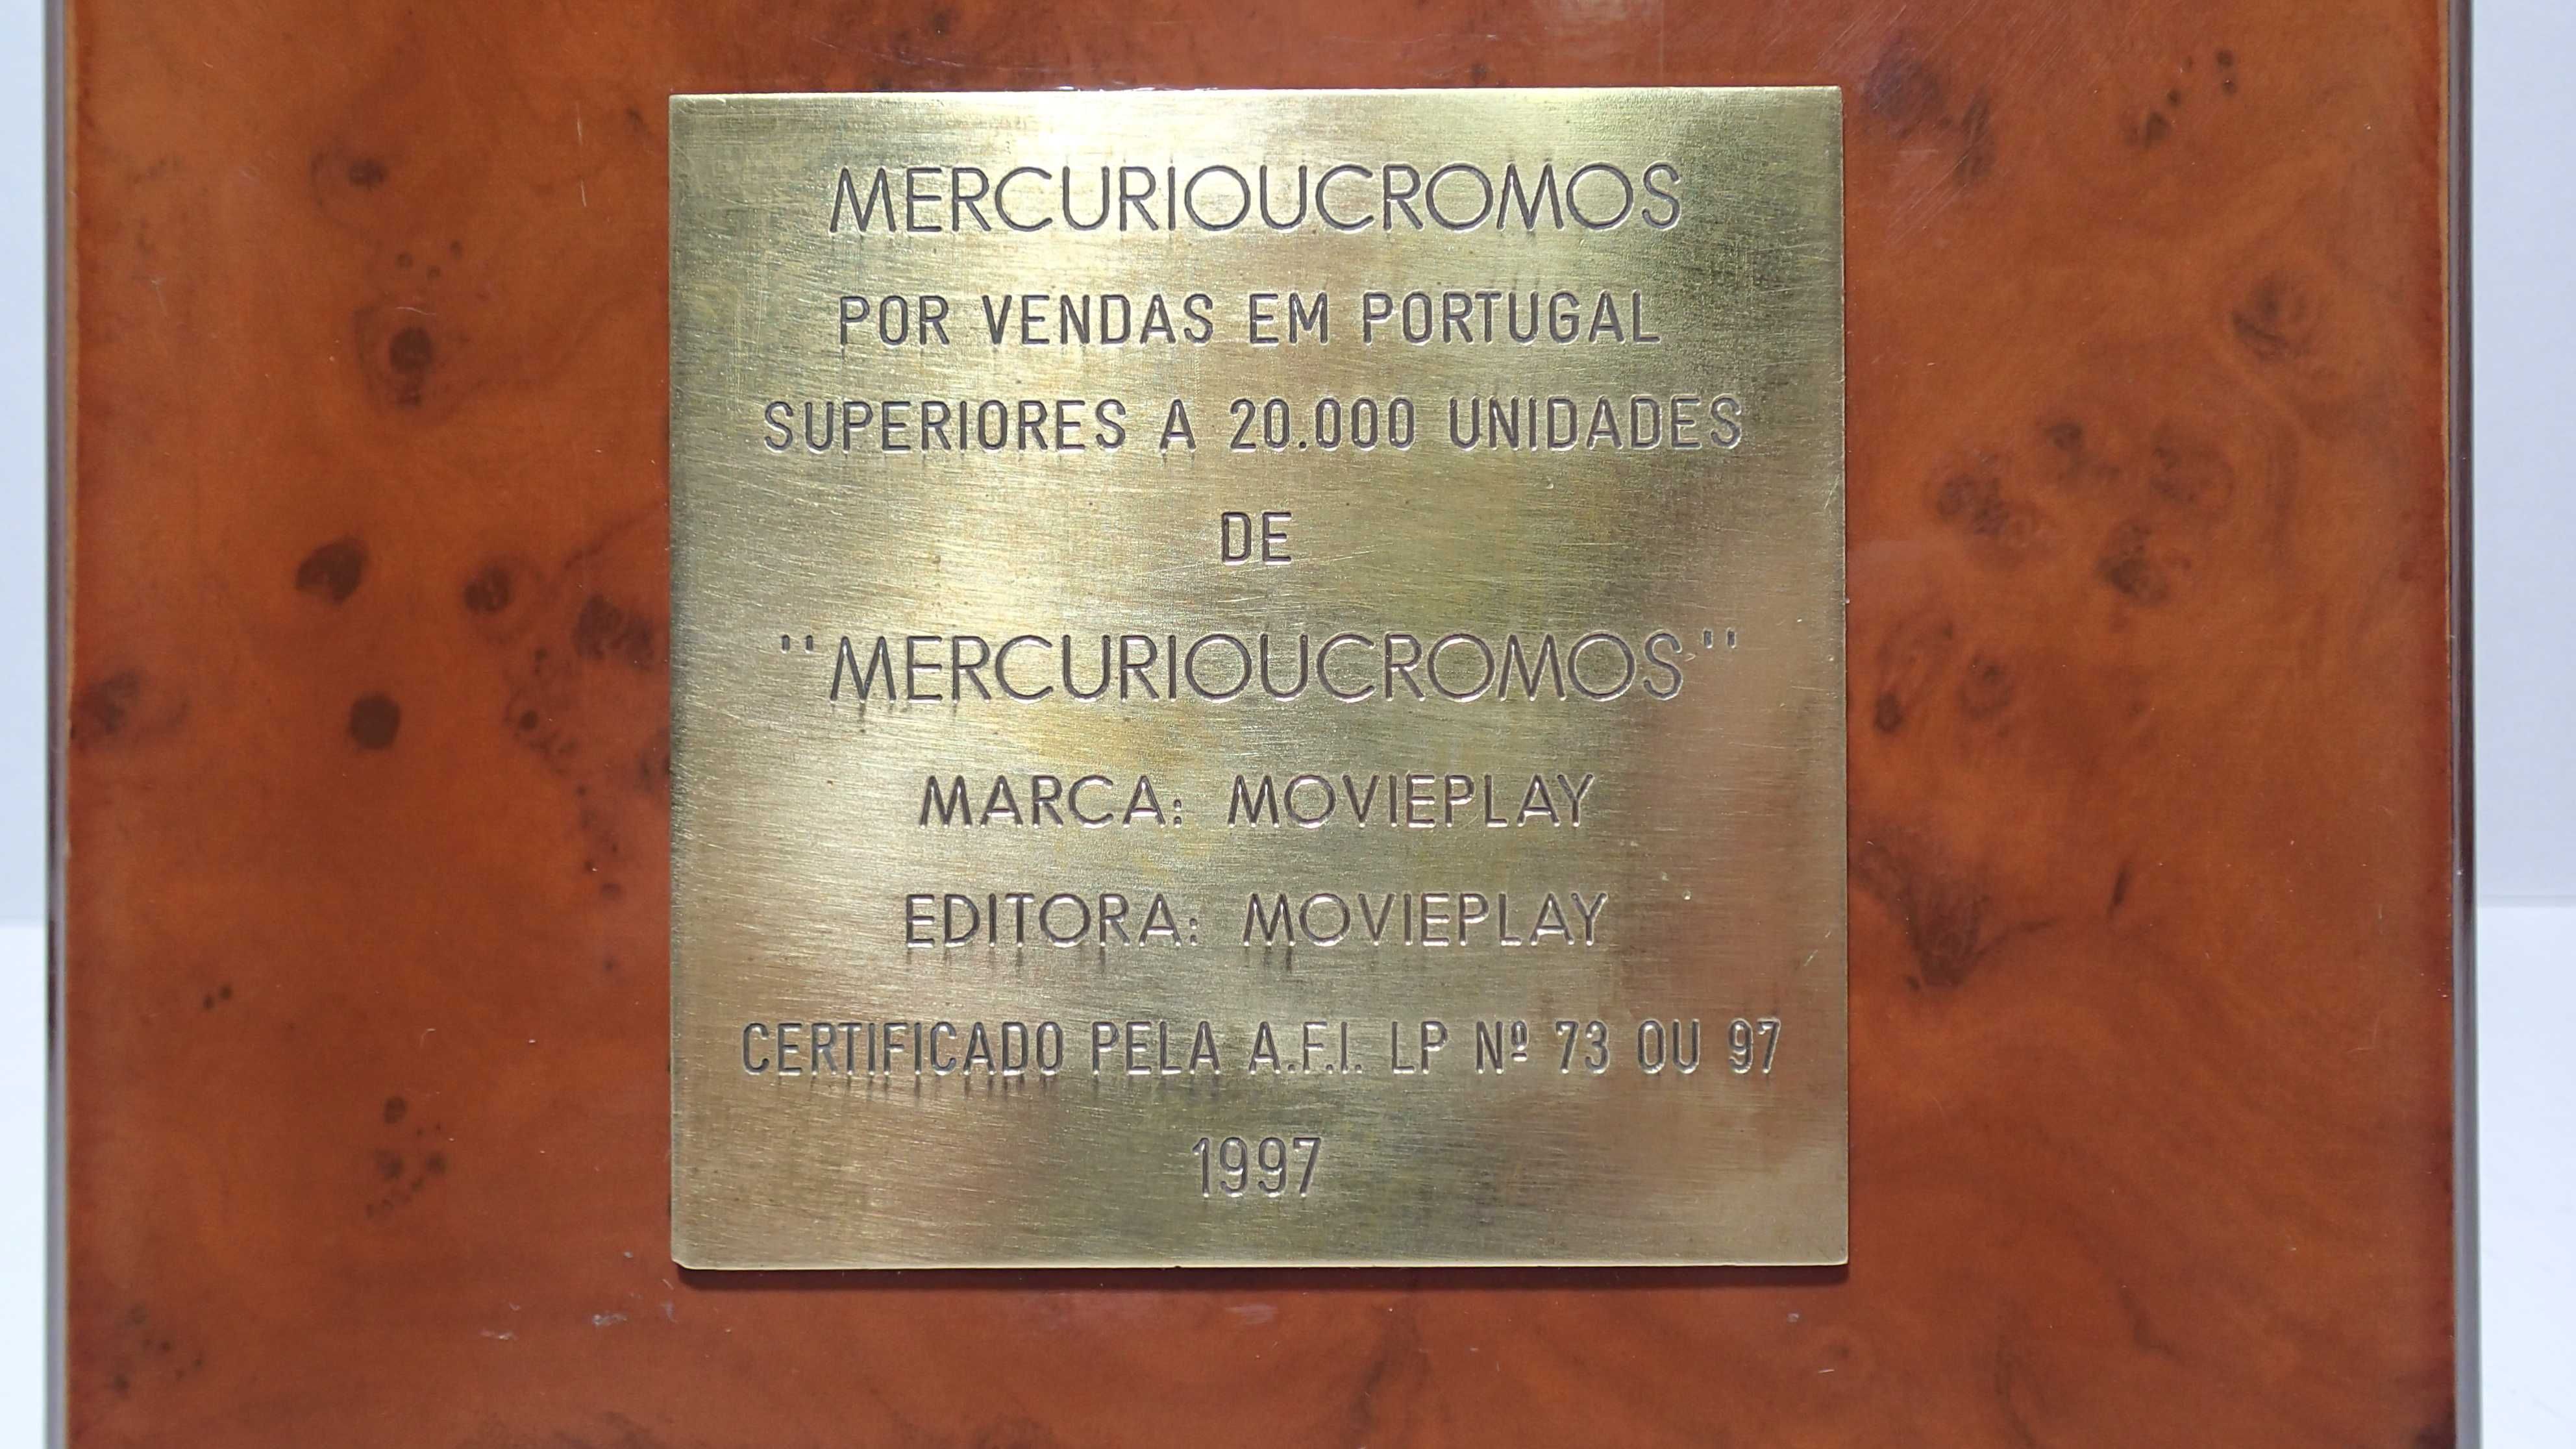 MERCURIOUCROMOS
POR VENDAS EM PORTUGAL
SUPERIORES A 20.000 UNIDADES
DE
"MERCURIOUCROMOS"
MARCA: MOVIEPLAY
EDITORA: MOVIEPLAY
CERTIFICADO PELA A.F.I. LP Nº 73 OU 97
1997